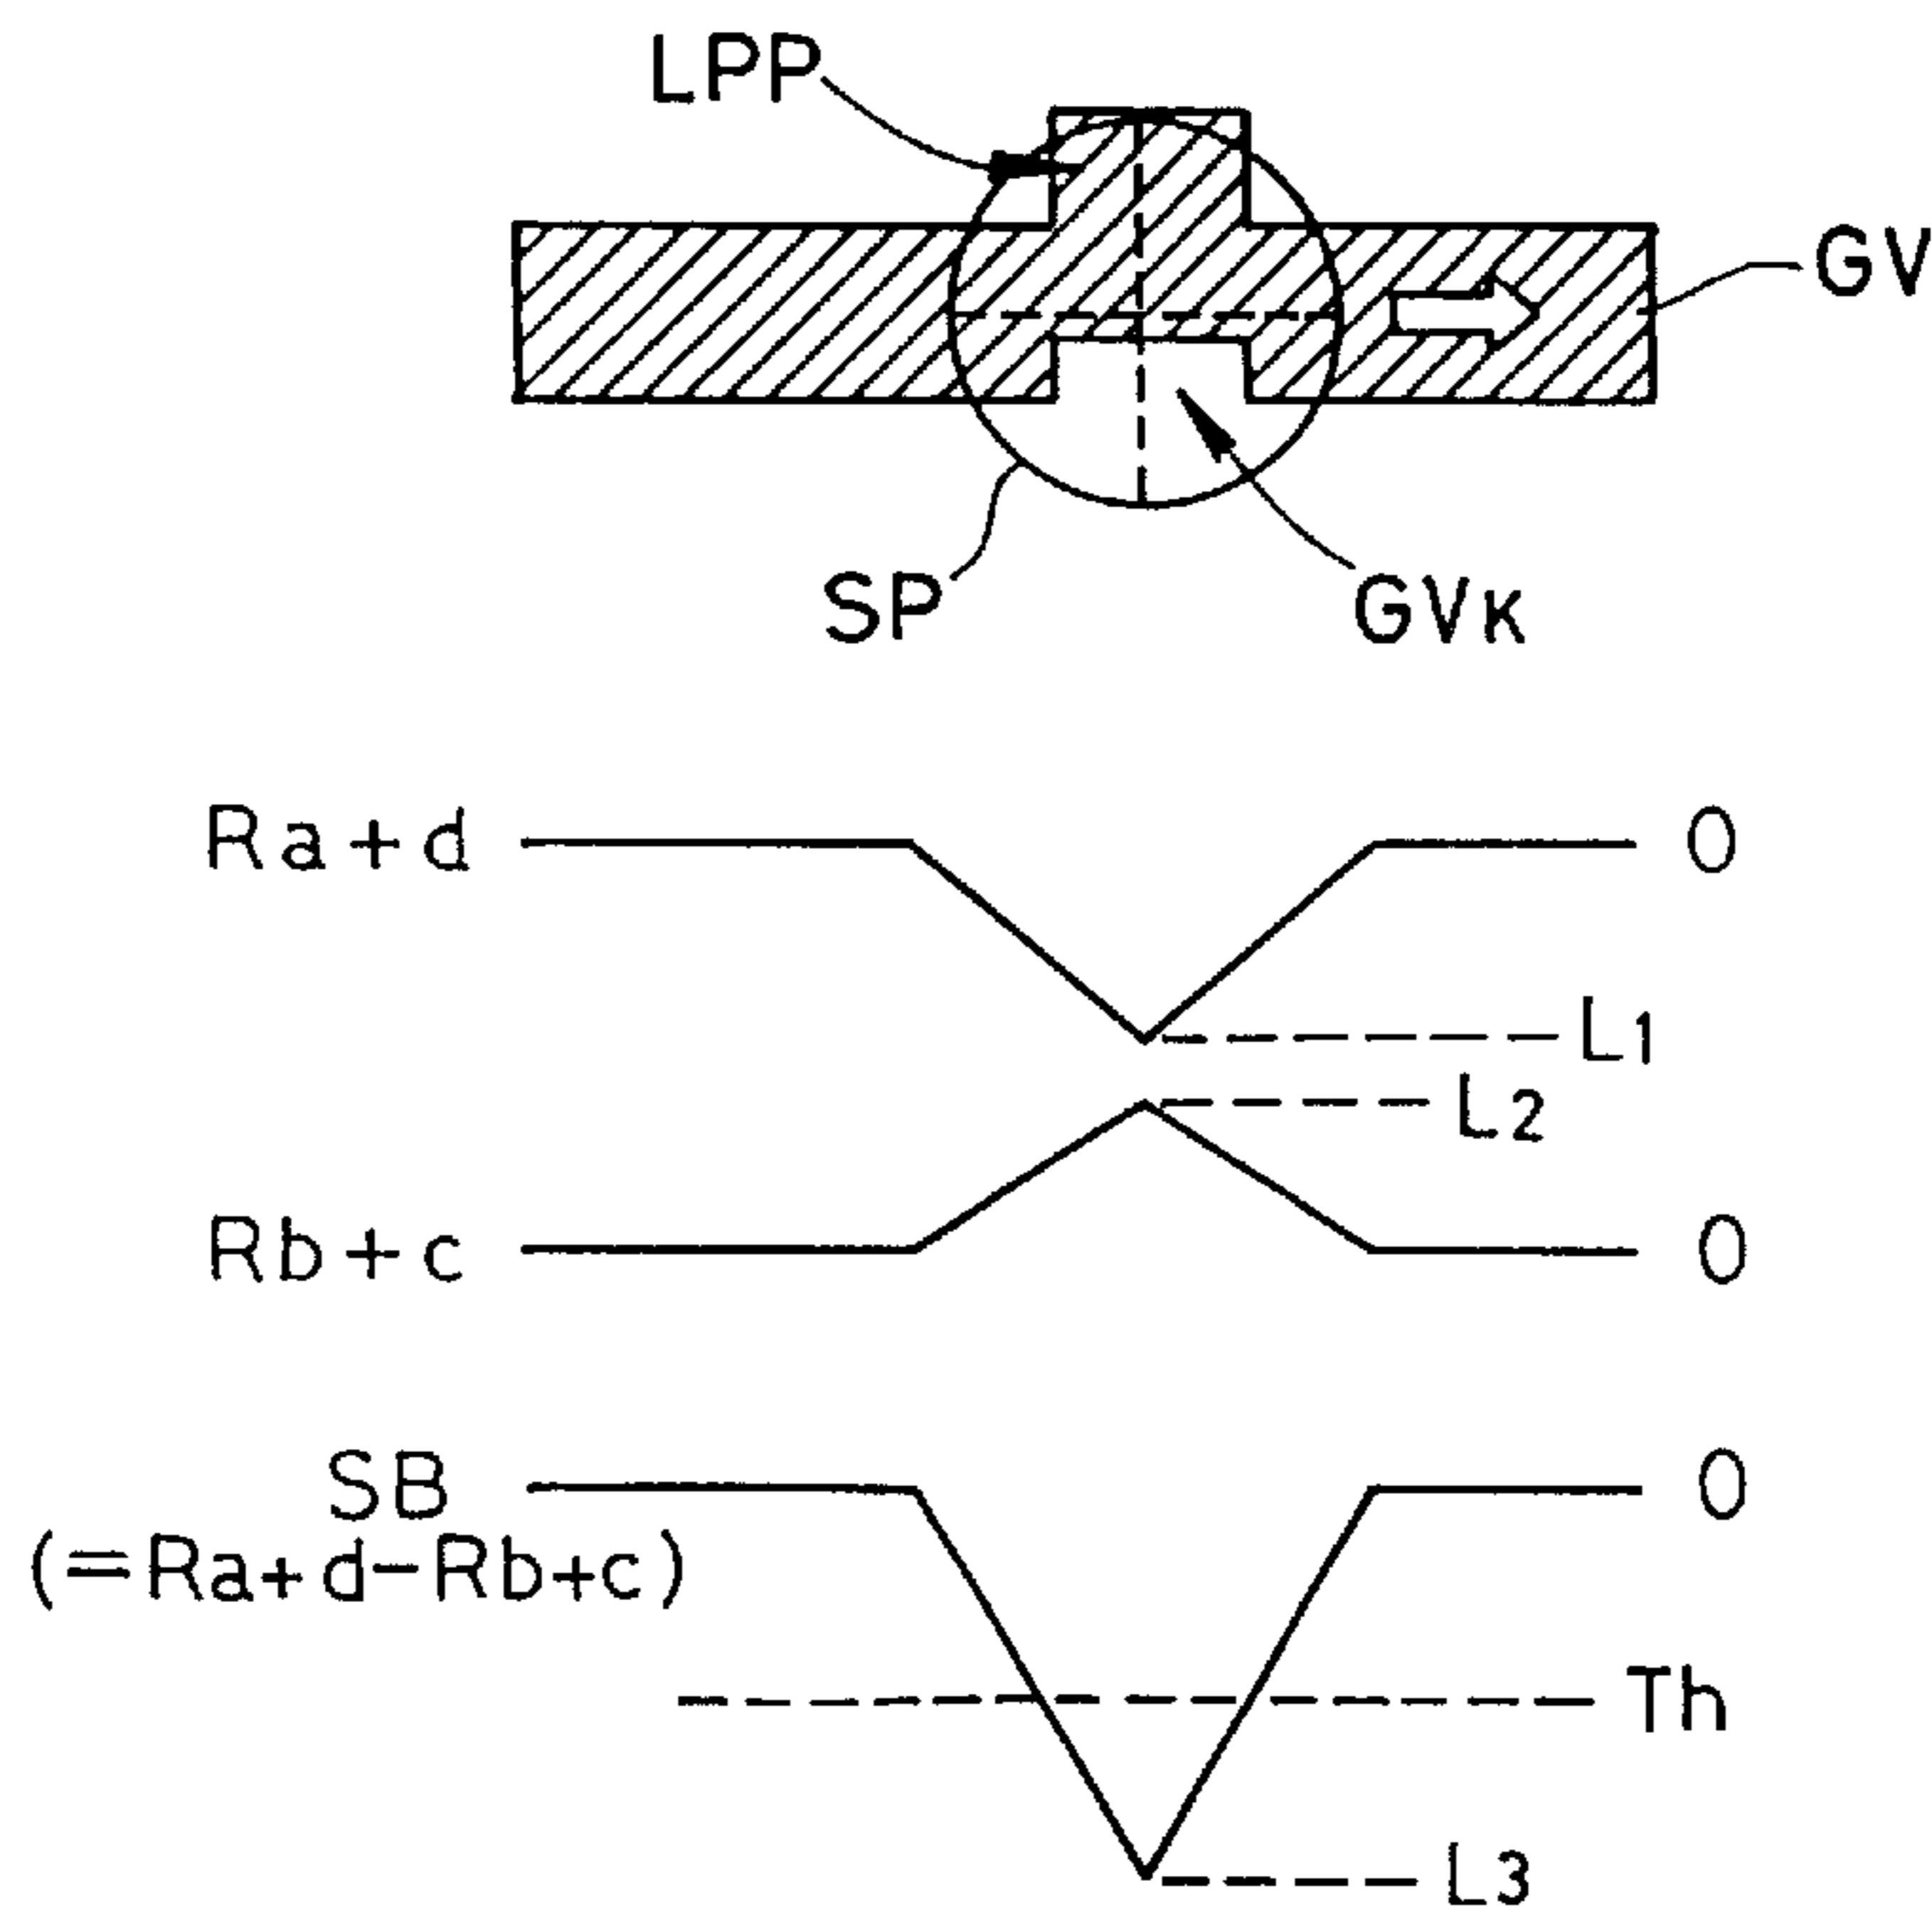 LPP
GV
SP
GVK
Ra+d
0
L1
L2
Rb+c
0
SB
0
(=Ra+d-Rb+c)
Th
L3